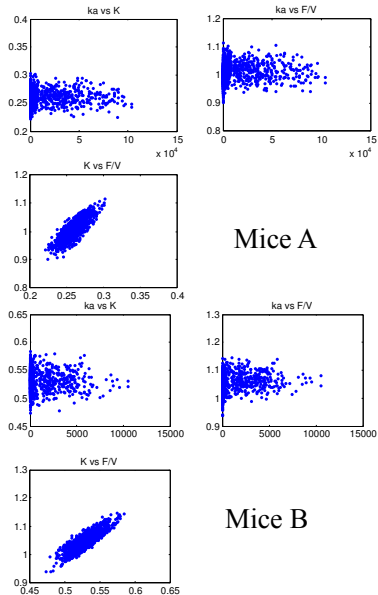 ka vs K
0.4
0.35
0.3
0.25
0.2
0 5 10 15
x 10^4
ka vs F/V
1.2
1.1
1
0.9
0.8
0 5 10 15
x 10^4
K vs F/V
1.2
1.1
1
0.9
0.8
0.2 0.25 0.3 0.35 0.4
Mice A
ka vs K
0.65
0.6
0.55
0.5
0.45
0 5000 10000 15000
ka vs F/V
1.3
1.2
1.1
1
0.9
0 5000 10000 15000
K vs F/V
1.3
1.2
1.1
1
0.9
0.45 0.5 0.55 0.6 0.65
Mice B